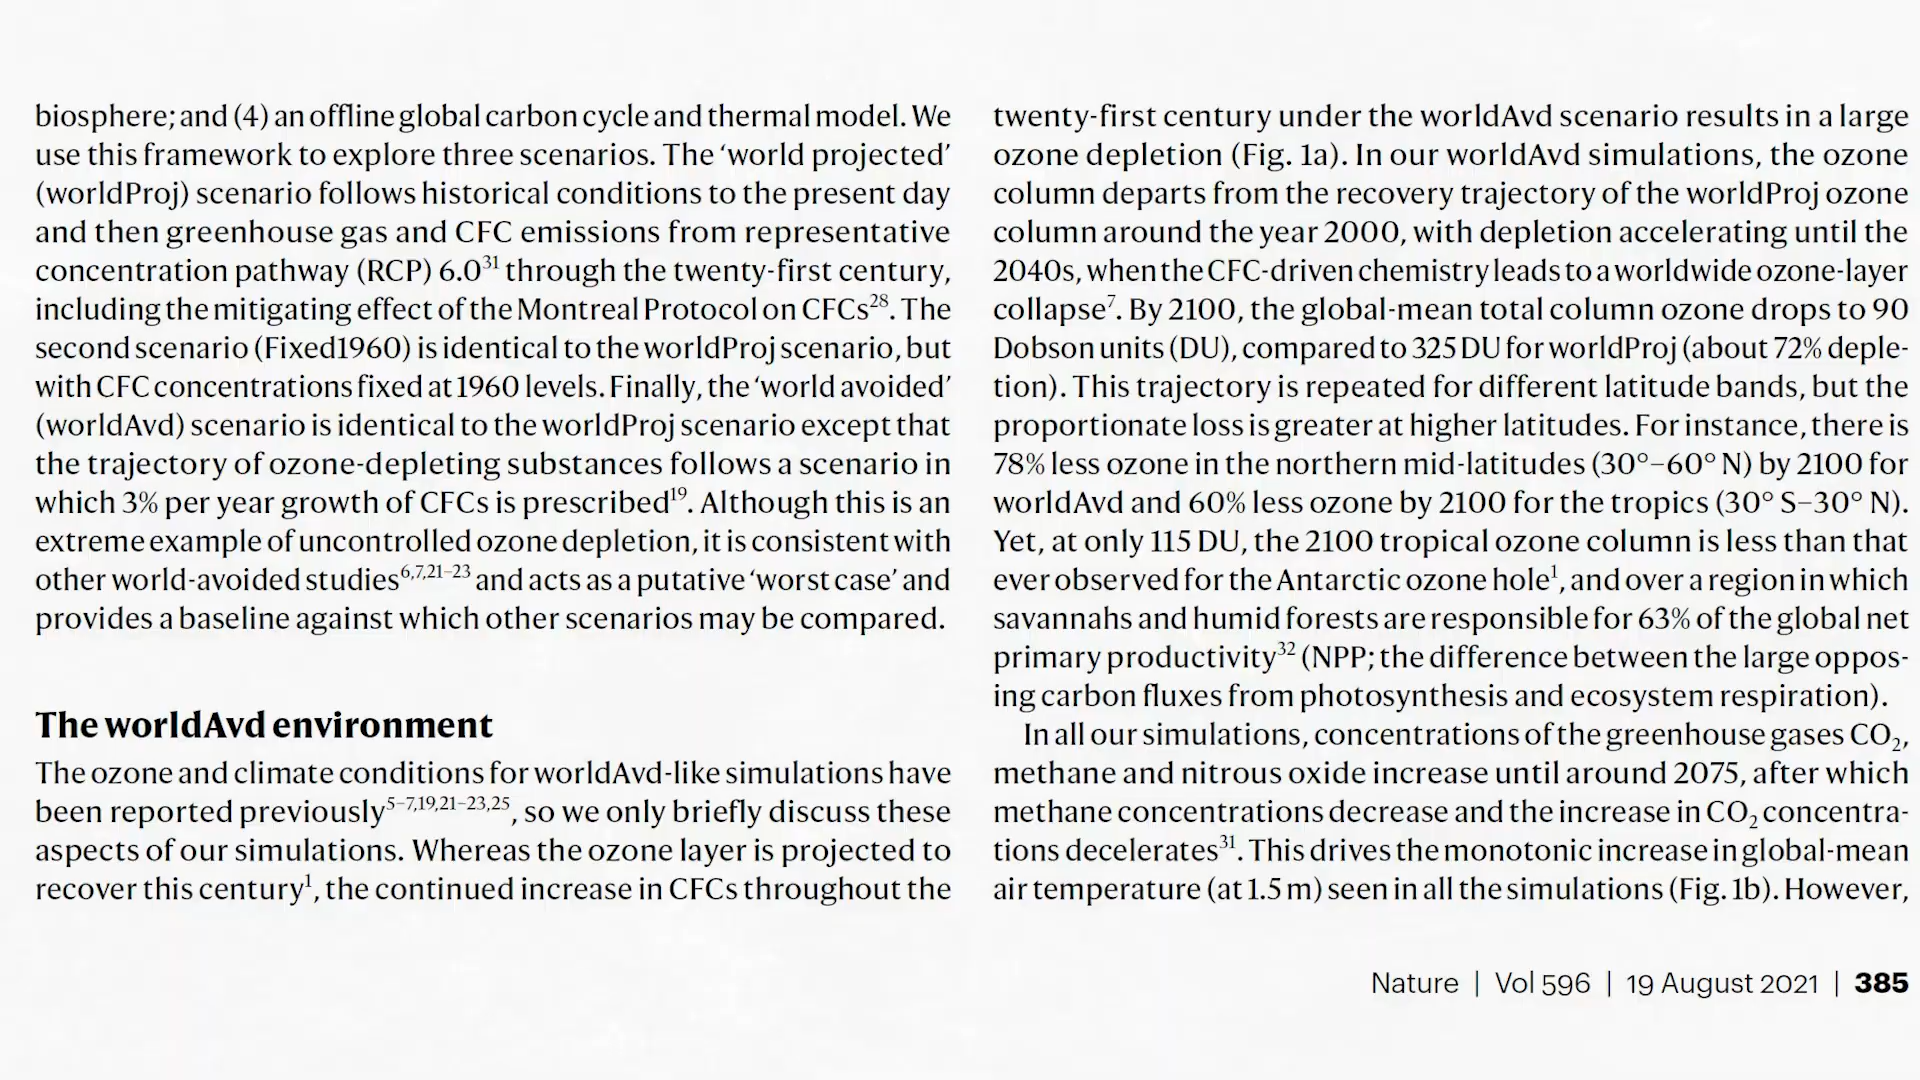 biosphere; and (4) an offline global carbon cycle and thermal model. We
use this framework to explore three scenarios. The ‘world projected’
(worldProj) scenario follows historical conditions to the present day
and then greenhouse gas and CFC emissions from representative
concentration pathway (RCP) 6.0³¹ through the twenty-first century,
including the mitigating effect of the Montreal Protocol on CFCs²⁸. The
second scenario (Fixed1960) is identical to the worldProj scenario, but
with CFC concentrations fixed at 1960 levels. Finally, the ‘world avoided’
(worldAvd) scenario is identical to the worldProj scenario except that
the trajectory of ozone-depleting substances follows a scenario in
which 3% per year growth of CFCs is prescribed¹⁹. Although this is an
extreme example of uncontrolled ozone depletion, it is consistent with
other world-avoided studies⁶,⁷,²¹⁻²³ and acts as a putative ‘worst case’ and
provides a baseline against which other scenarios may be compared.
The worldAvd environment
The ozone and climate conditions for worldAvd-like simulations have
been reported previously⁵⁻⁷,¹⁹,²¹⁻²³,²⁵, so we only briefly discuss these
aspects of our simulations. Whereas the ozone layer is projected to
recover this century¹, the continued increase in CFCs throughout the
twenty-first century under the worldAvd scenario results in a large
ozone depletion (Fig. 1a). In our worldAvd simulations, the ozone
column departs from the recovery trajectory of the worldProj ozone
column around the year 2000, with depletion accelerating until the
2040s, when the CFC-driven chemistry leads to a worldwide ozone-layer
collapse⁷. By 2100, the global-mean total column ozone drops to 90
Dobson units (DU), compared to 325 DU for worldProj (about 72% deple-
tion). This trajectory is repeated for different latitude bands, but the
proportionate loss is greater at higher latitudes. For instance, there is
78% less ozone in the northern mid-latitudes (30°–60° N) by 2100 for
worldAvd and 60% less ozone by 2100 for the tropics (30° S–30° N).
Yet, at only 115 DU, the 2100 tropical ozone column is less than that
ever observed for the Antarctic ozone hole¹, and over a region in which
savannahs and humid forests are responsible for 63% of the global net
primary productivity³² (NPP; the difference between the large oppos-
ing carbon fluxes from photosynthesis and ecosystem respiration).
In all our simulations, concentrations of the greenhouse gases CO₂,
methane and nitrous oxide increase until around 2075, after which
methane concentrations decrease and the increase in CO₂ concentra-
tions decelerates³¹. This drives the monotonic increase in global-mean
air temperature (at 1.5 m) seen in all the simulations (Fig. 1b). However,
Nature | Vol 596 | 19 August 2021 | 385